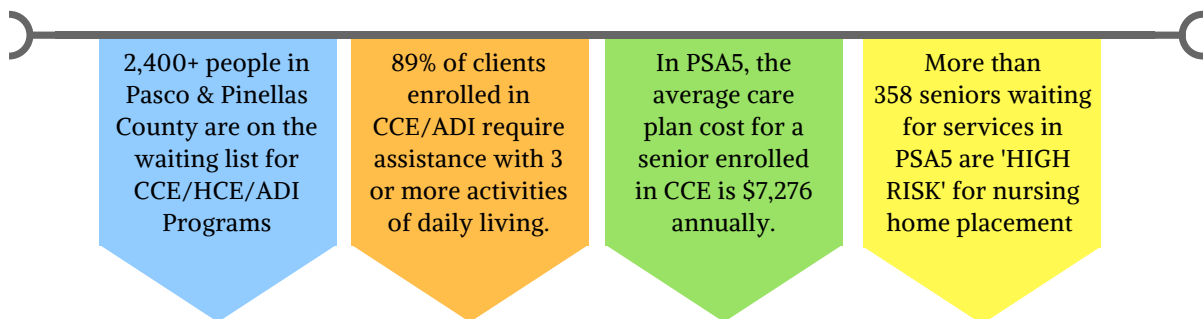 2,400+ people in
Pasco & Pinellas
County are on the
waiting list for
CCE/HCE/ADI
Programs
89% of clients
enrolled in
CCE/ADI require
assistance with 3
or more activities
of daily living.
In PSA5, the
average care
plan cost for a
senior enrolled
in CCE is $7,276
annually.
More than
358 seniors waiting
for services in
PSA5 are 'HIGH
RISK' for nursing
home placement